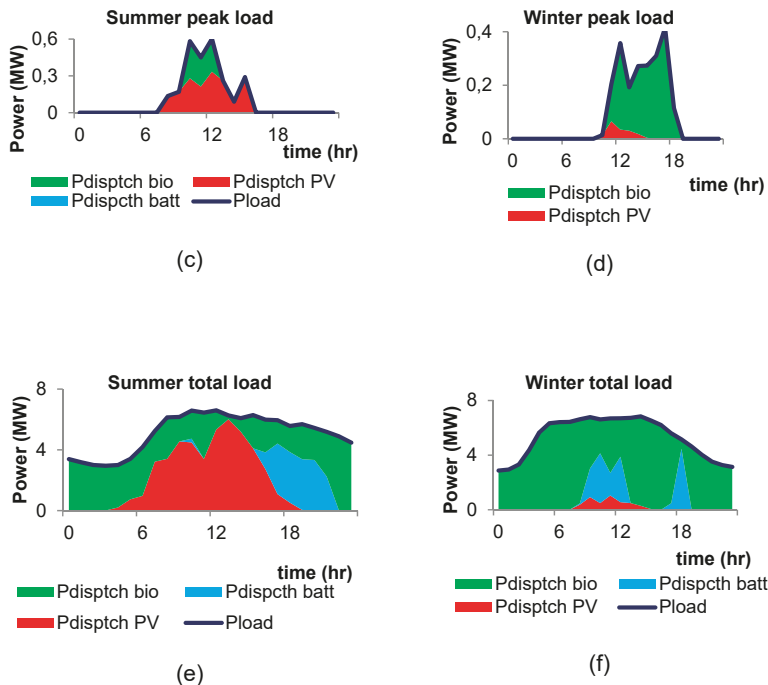 Summer peak load
0,6
0,3
0
Power (MW)
0
6
12
18
time (hr)
Pdisptch bio
Pdisptch PV
Pdispcth batt
Pload
(c)
Winter peak load
0,4
0,2
0
Power (MW)
0
6
12
18
time (hr)
Pdisptch bio
Pdisptch PV
(d)
Summer total load
8
4
0
Power (MW)
0
6
12
18
time (hr)
Pdisptch bio
Pdispcth batt
Pdisptch PV
Pload
(e)
Winter total load
8
4
0
Power (MW)
0
6
12
18
time (hr)
Pdisptch bio
Pdispcth batt
Pdisptch PV
Pload
(f)